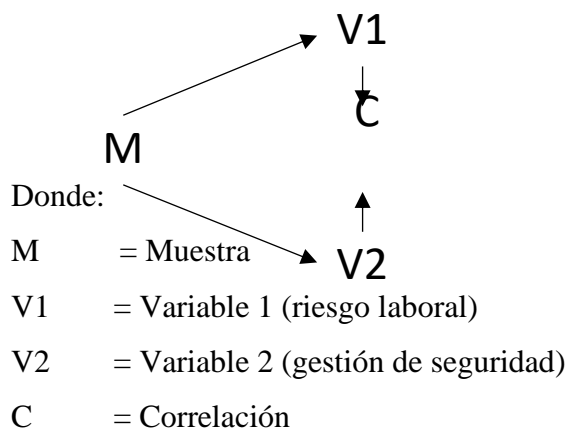 V1
C
M
Donde:
M = Muestra
V2
V1 = Variable 1 (riesgo laboral)
V2 = Variable 2 (gestión de seguridad)
C = Correlación